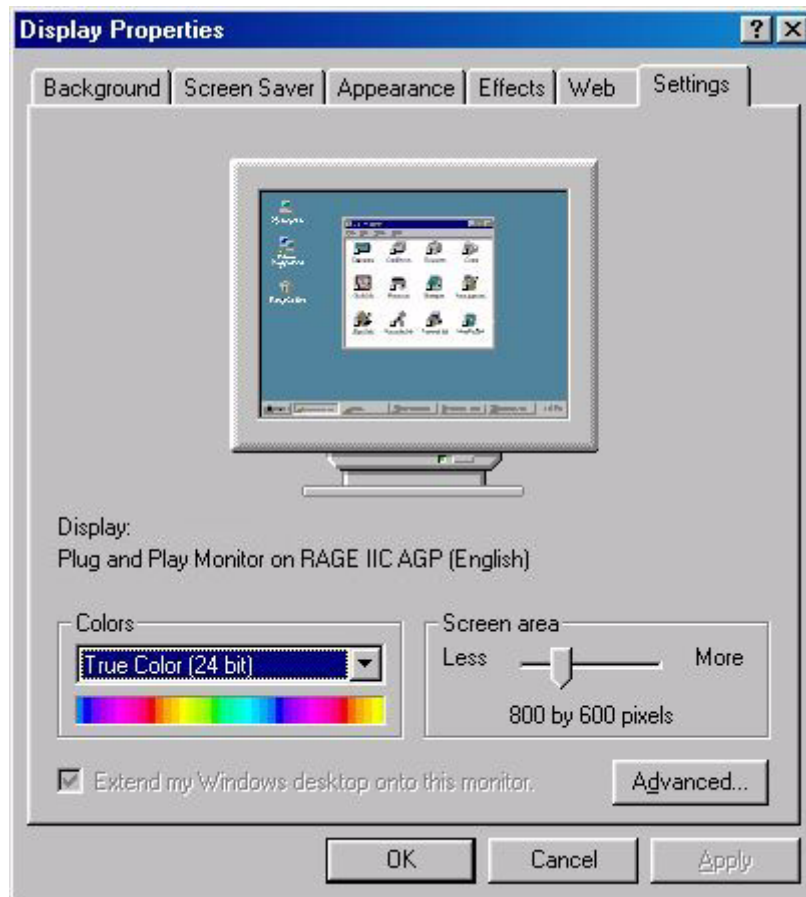 Display Properties
Background Screen Saver Appearance Effects Web Settings
Display:
Plug and Play Monitor on RAGE IIC AGP (English)
Colors
True Color (24 bit)
Screen area
Less More
800 by 600 pixels
Extend my Windows desktop onto this monitor.
Advanced...
OK Cancel Apply